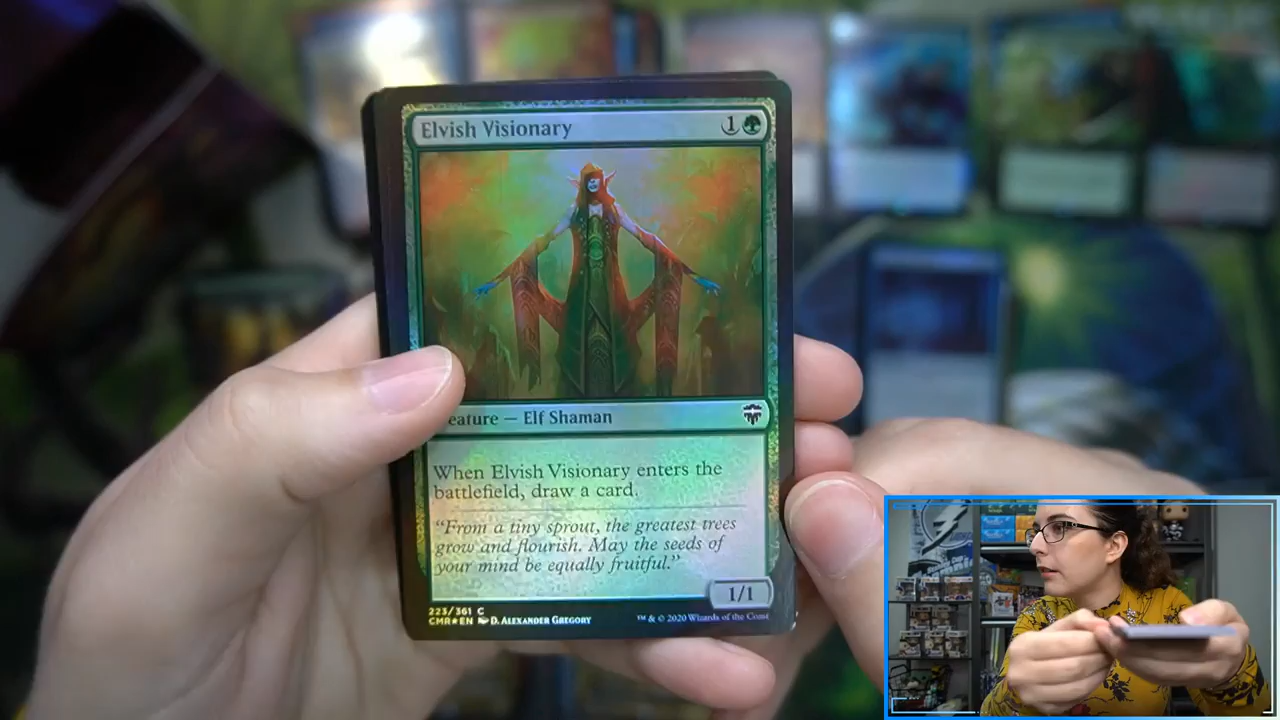 Elvish Visionary 1
eature — Elf Shaman
When Elvish Visionary enters the
battlefield, draw a card.
"From a tiny sprout, the greatest trees
grow and flourish. May the seeds of
your mind be equally fruitful."
1/1
223/361 C
CMR★EN D. ALEXANDER GREGORY
™ & © 2020 Wizards of the Coast